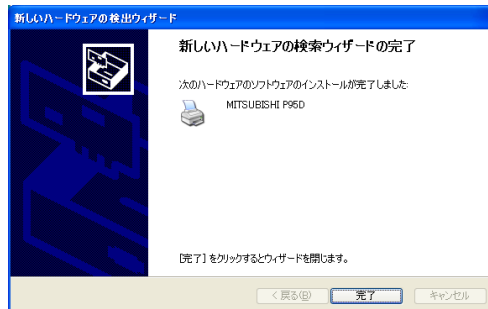 新しいハードウェアの検出ウィザード
新しいハードウェアの検索ウィザードの完了
次のハードウェアのソフトウェアのインストールが完了しました:
MITSUBISHI P95D
[完了] をクリックするとウィザードを閉じます。
< 戻る(B)
完了
キャンセル